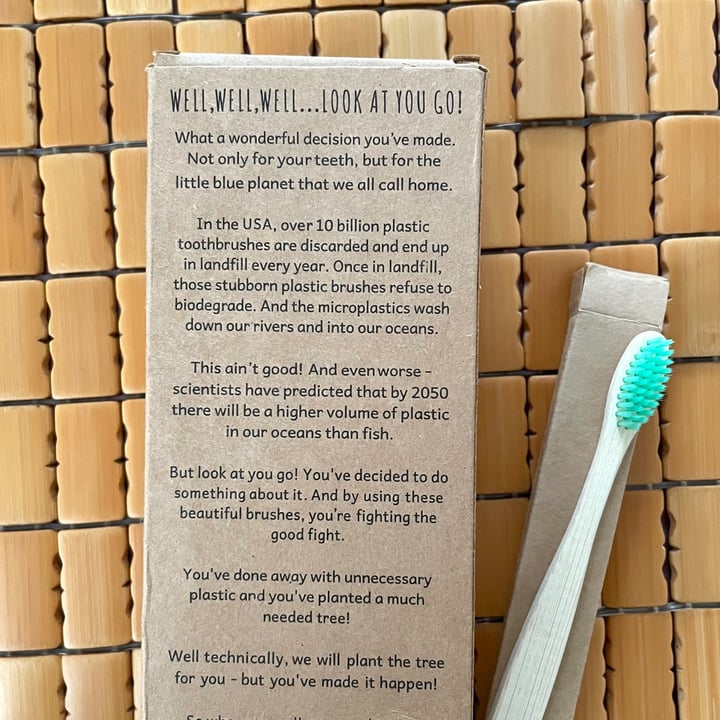 WELL,WELL,WELL...LOOK AT YOU GO!
What a wonderful decision you've made.
Not only for your teeth, but for the
little blue planet that we all call home.
In the USA, over 10 billion plastic
toothbrushes are discarded and end up
in landfill every year. Once in landfill,
those stubborn plastic brushes refuse to
biodegrade. And the microplastics wash
down our rivers and into our oceans.
This ain't good! And even worse –
scientists have predicted that by 2050
there will be a higher volume of plastic
in our oceans than fish.
But look at you go! You've decided to do
something about it. And by using these
beautiful brushes, you're fighting the
good fight.
You've done away with unnecessary
plastic and you've planted a much
needed tree!
Well technically, we will plant the tree
for you - but you've made it happen!